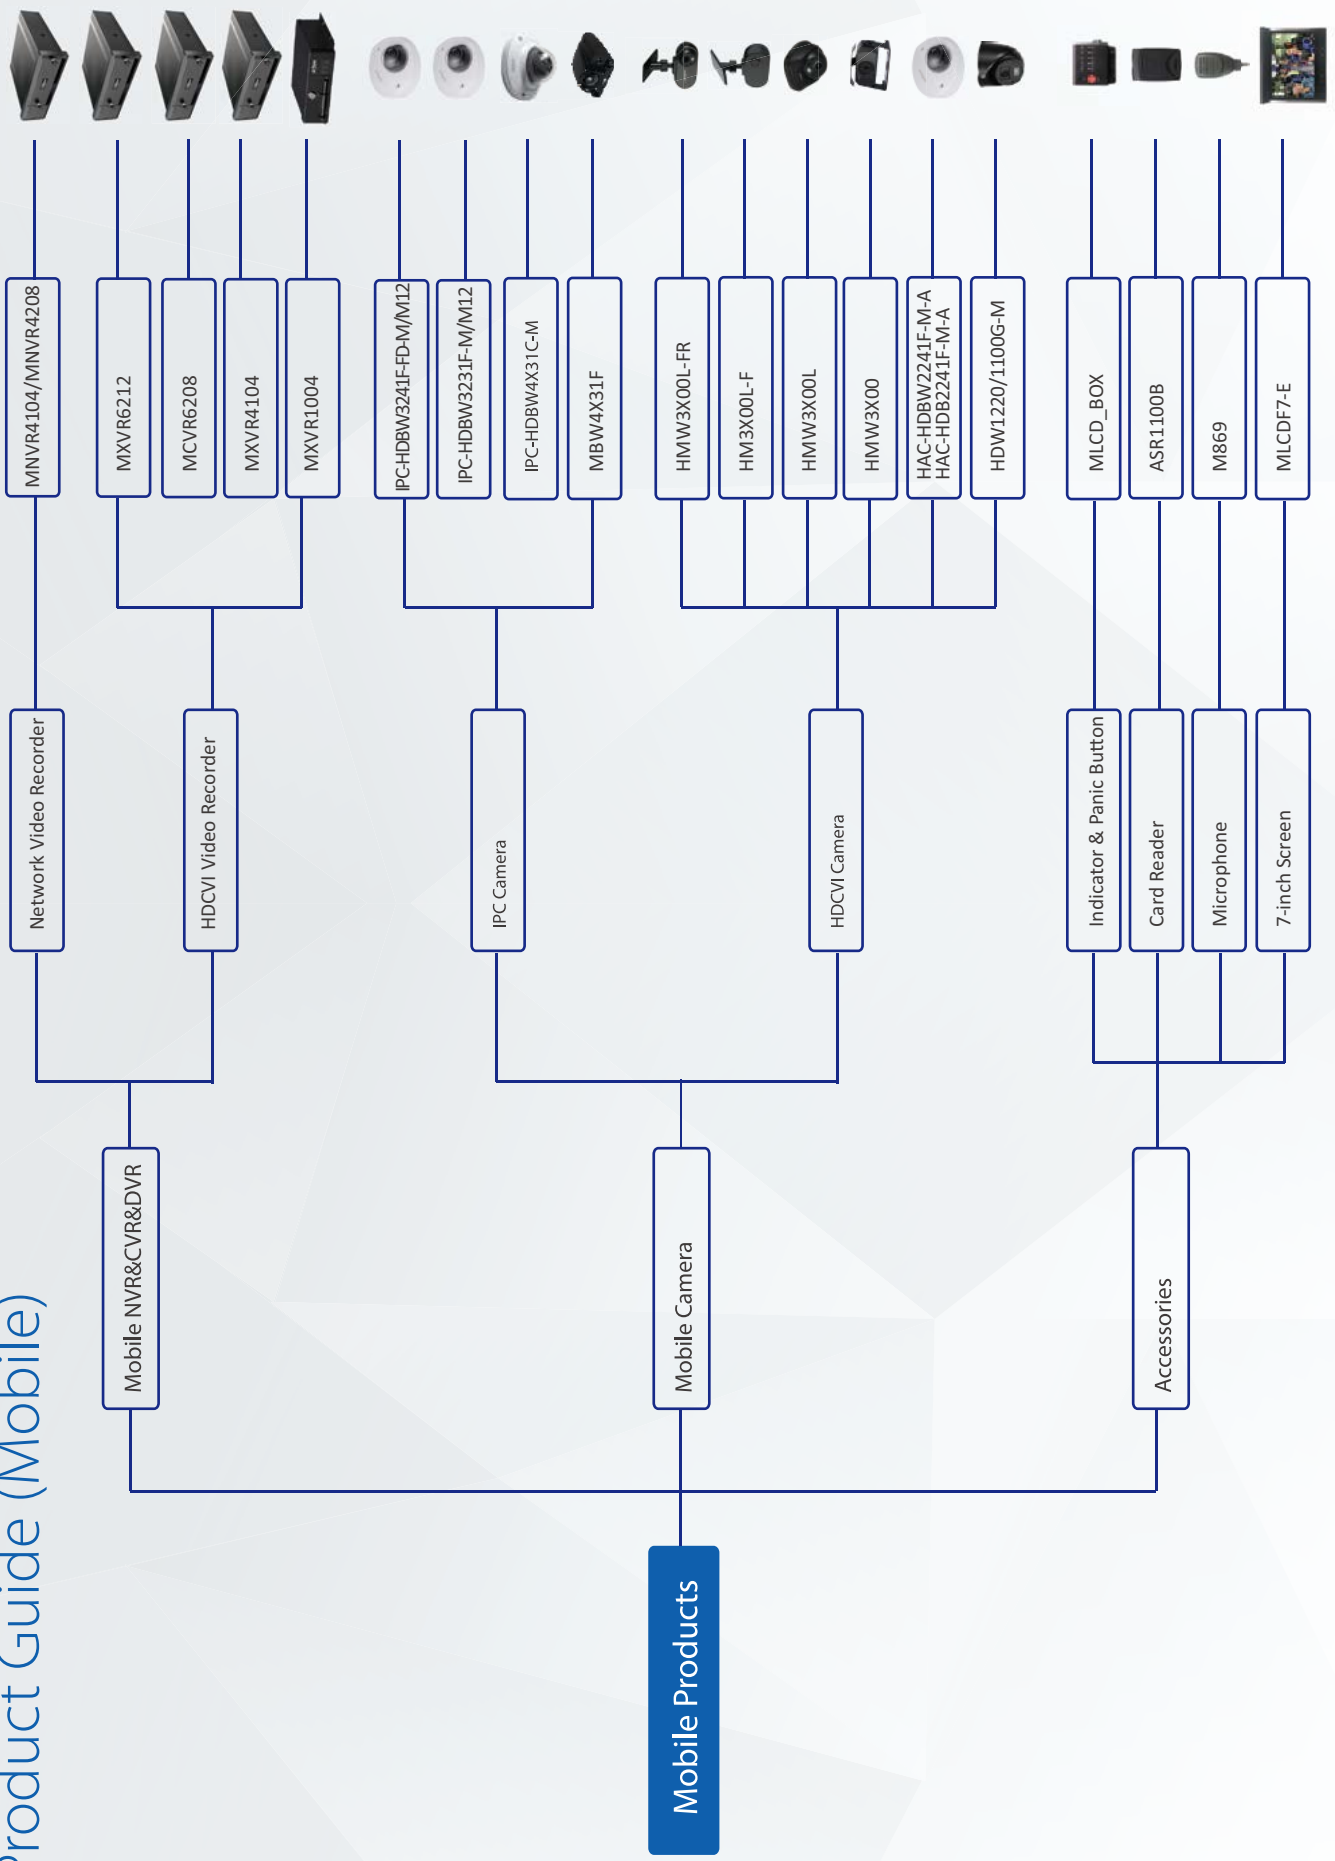 Product Guide (Mobile)
Mobile Products
Mobile NVR&CVR&DVR
Network Video Recorder
MNVR4104/MNVR4208
HDCVI Video Recorder
MXVR6212
MCVR6208
MXVR4104
MXVR1004
Mobile Camera
IPC Camera
IPC-HDBW3241F-FD-M/M12
IPC-HDBW3231F-M/M12
IPC-HDBW4X31C-M
MBW4X31F
HDCVI Camera
HMW3X00L-FR
HM3X00L-F
HMW3X00L
HMW3X00
HAC-HDBW2241F-M-A
HAC-HDB2241F-M-A
HDW1220/1100G-M
Accessories
Indicator & Panic Button
MLCD_BOX
Card Reader
ASR1100B
Microphone
M869
7-inch Screen
MLCDF7-E